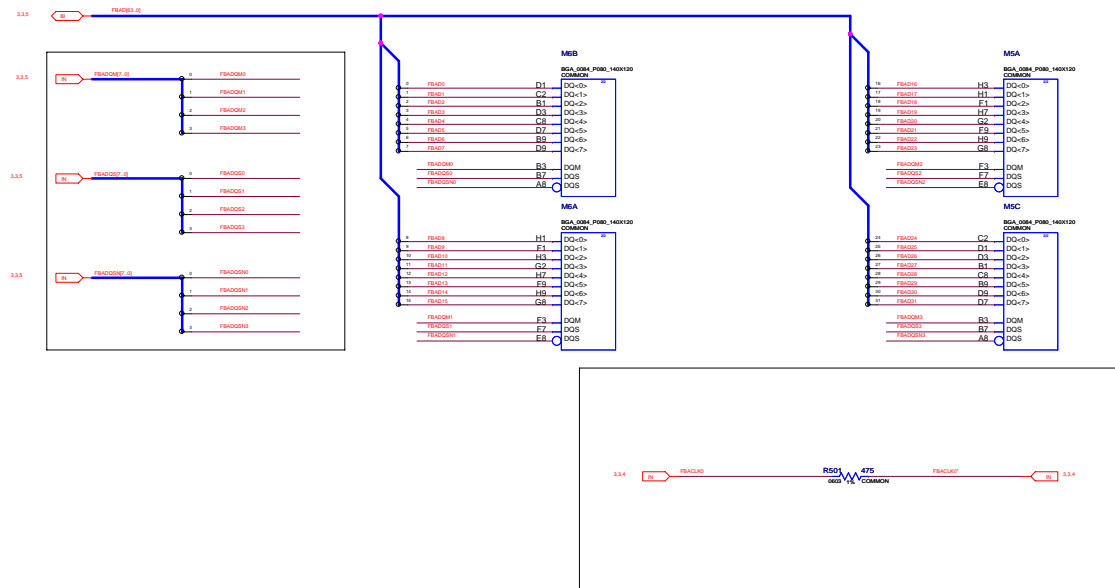 3,3,5 BI FBAD[63..0]
3,3,5 IN FBADQM[7..0]
0 FBADQM0
1 FBADQM1
2 FBADQM2
3 FBADQM3
3,3,5 IN FBADQS[7..0]
0 FBADQS0
1 FBADQS1
2 FBADQS2
3 FBADQS3
3,3,5 IN FBADQSN[7..0]
0 FBADQSN0
1 FBADQSN1
2 FBADQSN2
3 FBADQSN3
M6B
BGA_0084_P080_140X120
COMMON
0 FBAD0 D1 DQ<0>
1 FBAD1 C2 DQ<1>
2 FBAD2 B1 DQ<2>
3 FBAD3 D3 DQ<3>
4 FBAD4 C8 DQ<4>
5 FBAD5 D7 DQ<5>
6 FBAD6 B9 DQ<6>
7 FBAD7 D9 DQ<7>
FBADQM0 B3 DQM
FBADQS0 B7 DQS
FBADQSN0 A8 DQS
M6A
BGA_0084_P080_140X120
COMMON
8 FBAD8 H1 DQ<0>
9 FBAD9 F1 DQ<1>
10 FBAD10 H3 DQ<2>
11 FBAD11 G2 DQ<3>
12 FBAD12 H7 DQ<4>
13 FBAD13 F9 DQ<5>
14 FBAD14 H9 DQ<6>
15 FBAD15 G8 DQ<7>
FBADQM1 F3 DQM
FBADQS1 F7 DQS
FBADQSN1 E8 DQS
M5A
BGA_0084_P080_140X120
COMMON
16 FBAD16 H3 DQ<0>
17 FBAD17 H1 DQ<1>
18 FBAD18 F1 DQ<2>
19 FBAD19 H7 DQ<3>
20 FBAD20 G2 DQ<4>
21 FBAD21 F9 DQ<5>
22 FBAD22 H9 DQ<6>
23 FBAD23 G8 DQ<7>
FBADQM2 F3 DQM
FBADQS2 F7 DQS
FBADQSN2 E8 DQS
M5C
BGA_0084_P080_140X120
COMMON
24 FBAD24 C2 DQ<0>
25 FBAD25 D1 DQ<1>
26 FBAD26 D3 DQ<2>
27 FBAD27 B1 DQ<3>
28 FBAD28 C8 DQ<4>
29 FBAD29 B9 DQ<5>
30 FBAD30 D9 DQ<6>
31 FBAD31 D7 DQ<7>
FBADQM3 B3 DQM
FBADQS3 B7 DQS
FBADQSN3 A8 DQS
3,3,4 IN FBACLK0 R501 475 FBACLK0* IN 3,3,4
0603 1% COMMON